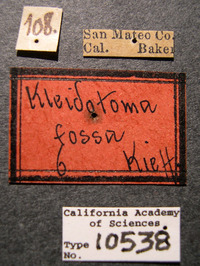 108.
San Mateo Co.
Cal. Baker
Kleidotoma
fossa
Kieff.
California Academy
of Sciences
Type
No. 10538